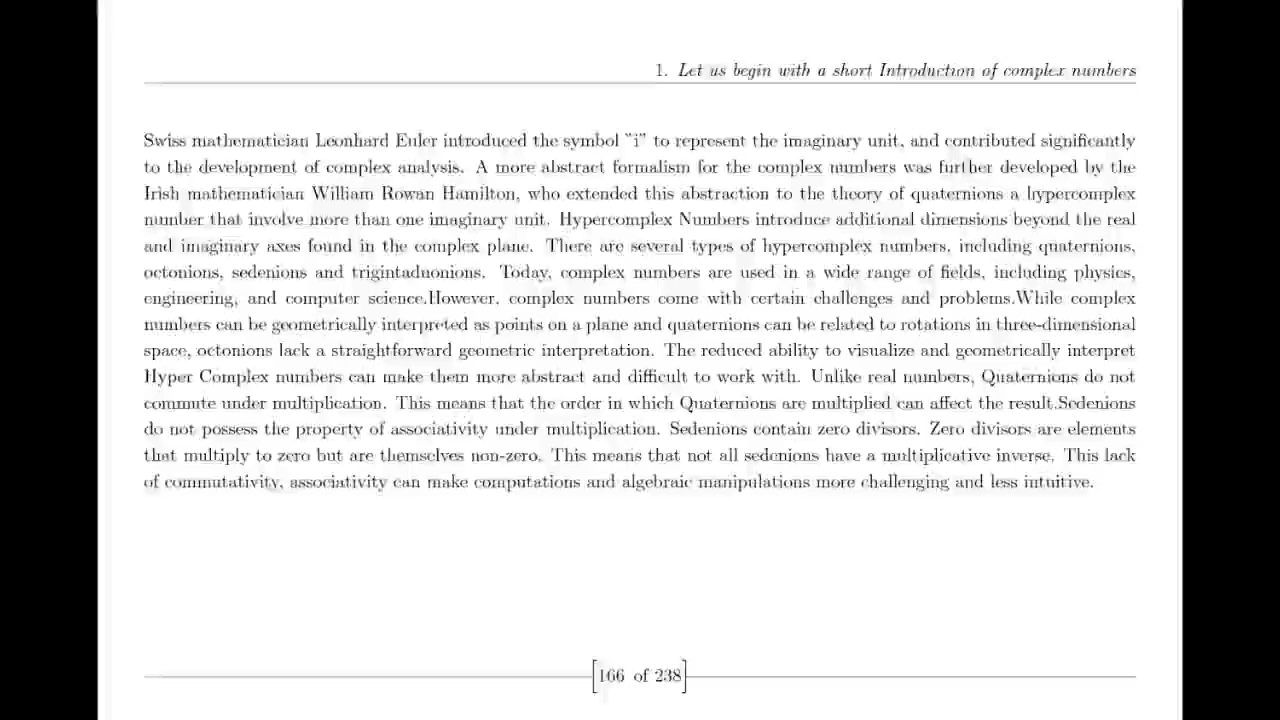 1. Let us begin with a short Introduction of complex numbers
Swiss mathematician Leonhard Euler introduced the symbol "i" to represent the imaginary unit, and contributed significantly
to the development of complex analysis. A more abstract formalism for the complex numbers was further developed by the
Irish mathematician William Rowan Hamilton, who extended this abstraction to the theory of quaternions a hypercomplex
number that involve more than one imaginary unit. Hypercomplex Numbers introduce additional dimensions beyond the real
and imaginary axes found in the complex plane. There are several types of hypercomplex numbers, including quaternions,
octonions, sedenions and trigintaduonions. Today, complex numbers are used in a wide range of fields, including physics,
engineering, and computer science.However, complex numbers come with certain challenges and problems.While complex
numbers can be geometrically interpreted as points on a plane and quaternions can be related to rotations in three-dimensional
space, octonions lack a straightforward geometric interpretation. The reduced ability to visualize and geometrically interpret
Hyper Complex numbers can make them more abstract and difficult to work with. Unlike real numbers, Quaternions do not
commute under multiplication. This means that the order in which Quaternions are multiplied can affect the result.Sedenions
do not possess the property of associativity under multiplication. Sedenions contain zero divisors. Zero divisors are elements
that multiply to zero but are themselves non-zero. This means that not all sedenions have a multiplicative inverse. This lack
of commutativity, associativity can make computations and algebraic manipulations more challenging and less intuitive.
[166 of 238]